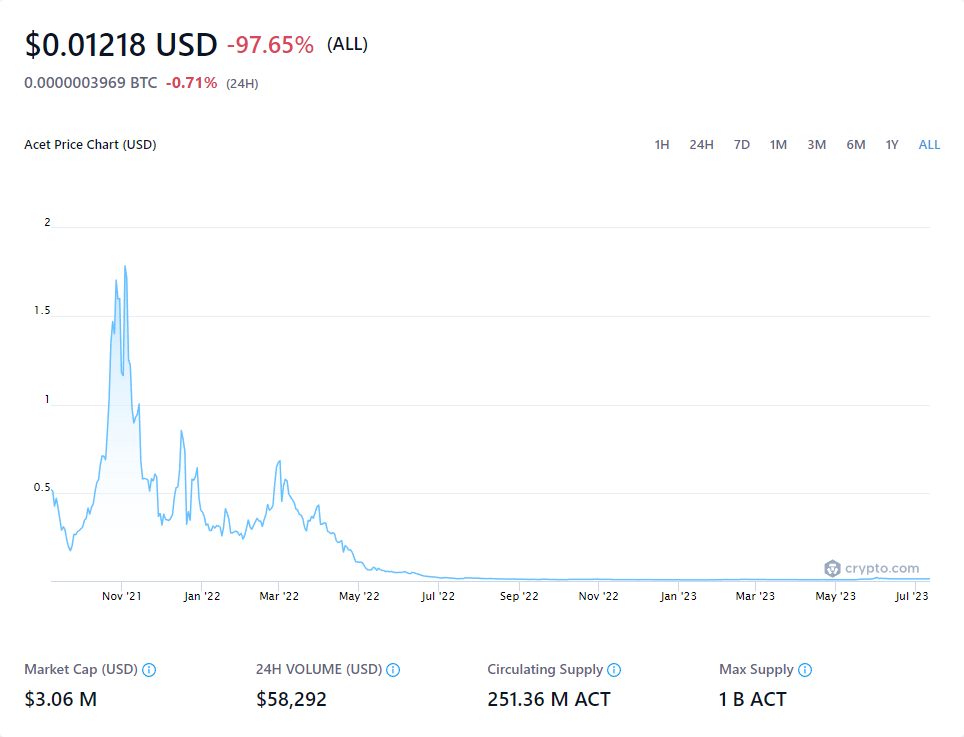 $0.01218 USD -97.65% (ALL)
0.0000003969 BTC -0.71% (24H)
Acet Price Chart (USD) 1H 24H 7D 1M 3M 6M 1Y ALL
2
1.5
1
0.5
crypto.com
Nov '21 Jan '22 Mar '22 May '22 Jul '22 Sep '22 Nov '22 Jan '23 Mar '23 May '23 Jul '23
Market Cap (USD) 24H VOLUME (USD) Circulating Supply Max Supply
$3.06 M $58,292 251.36 M ACT 1 B ACT